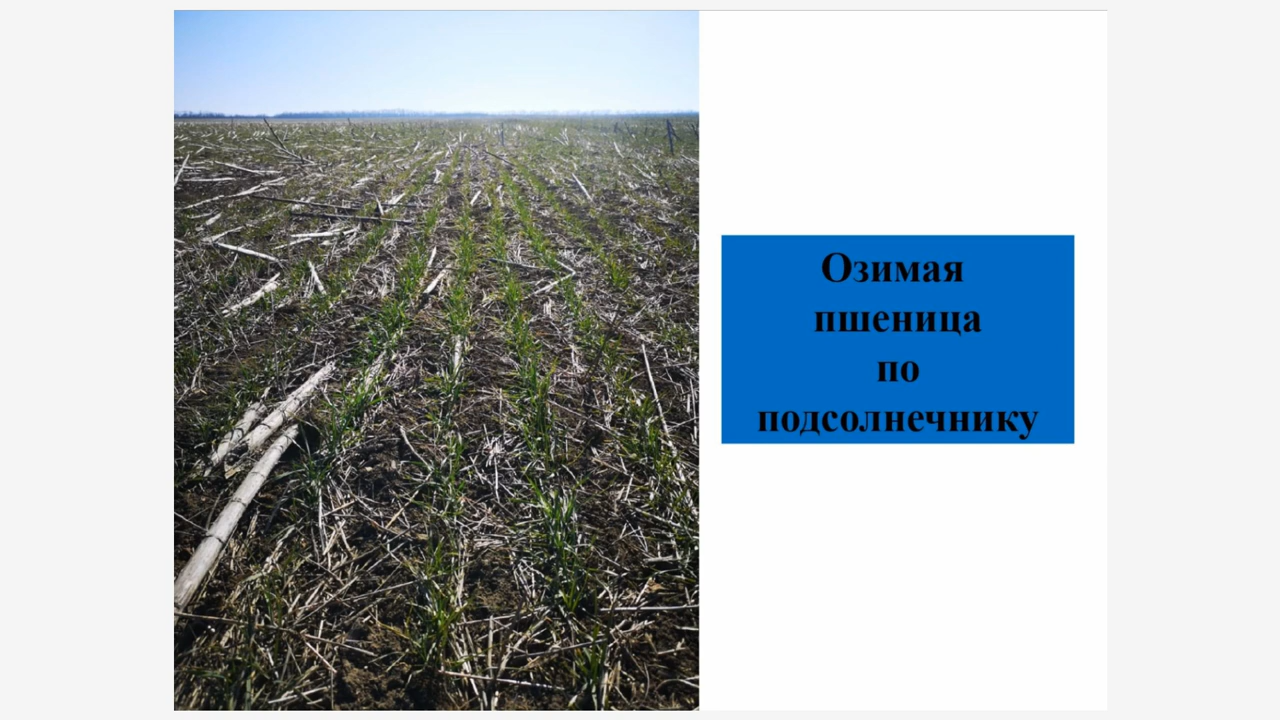 Озимая
пшеница
по
подсолнечнику